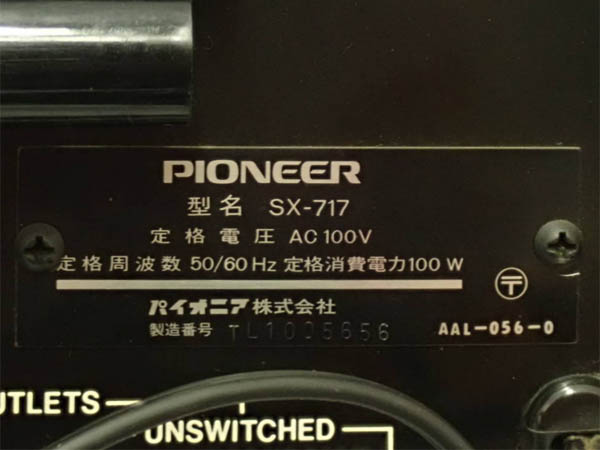 PIONEER
型名 SX-717
定格電圧 AC100V
定格周波数 50/60Hz 定格消費電力100W
パイオニア株式会社
製造番号 TL1005656
〒
AAL-056-0
UTLETS
UNSWITCHED